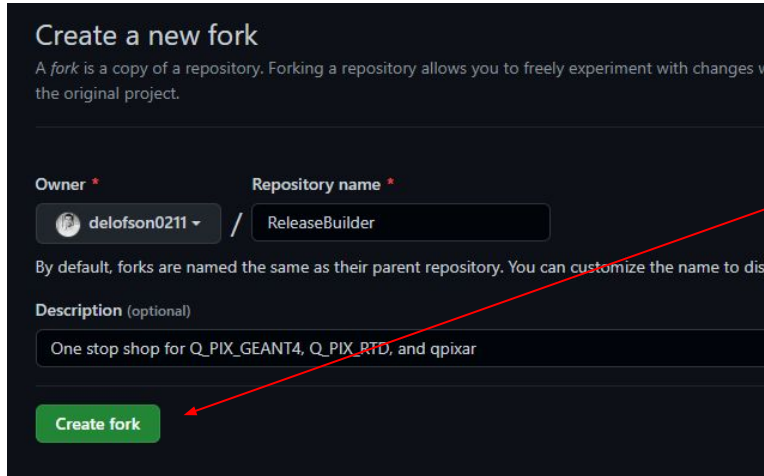 Create a new fork
A fork is a copy of a repository. Forking a repository allows you to freely experiment with changes
the original project.
Owner *
Repository name *
delofson0211
/
ReleaseBuilder
By default, forks are named the same as their parent repository. You can customize the name to
Description (optional)
One stop shop for Q_PIX_GEANT4, Q_PIX_RTD, and qpixar
Create fork